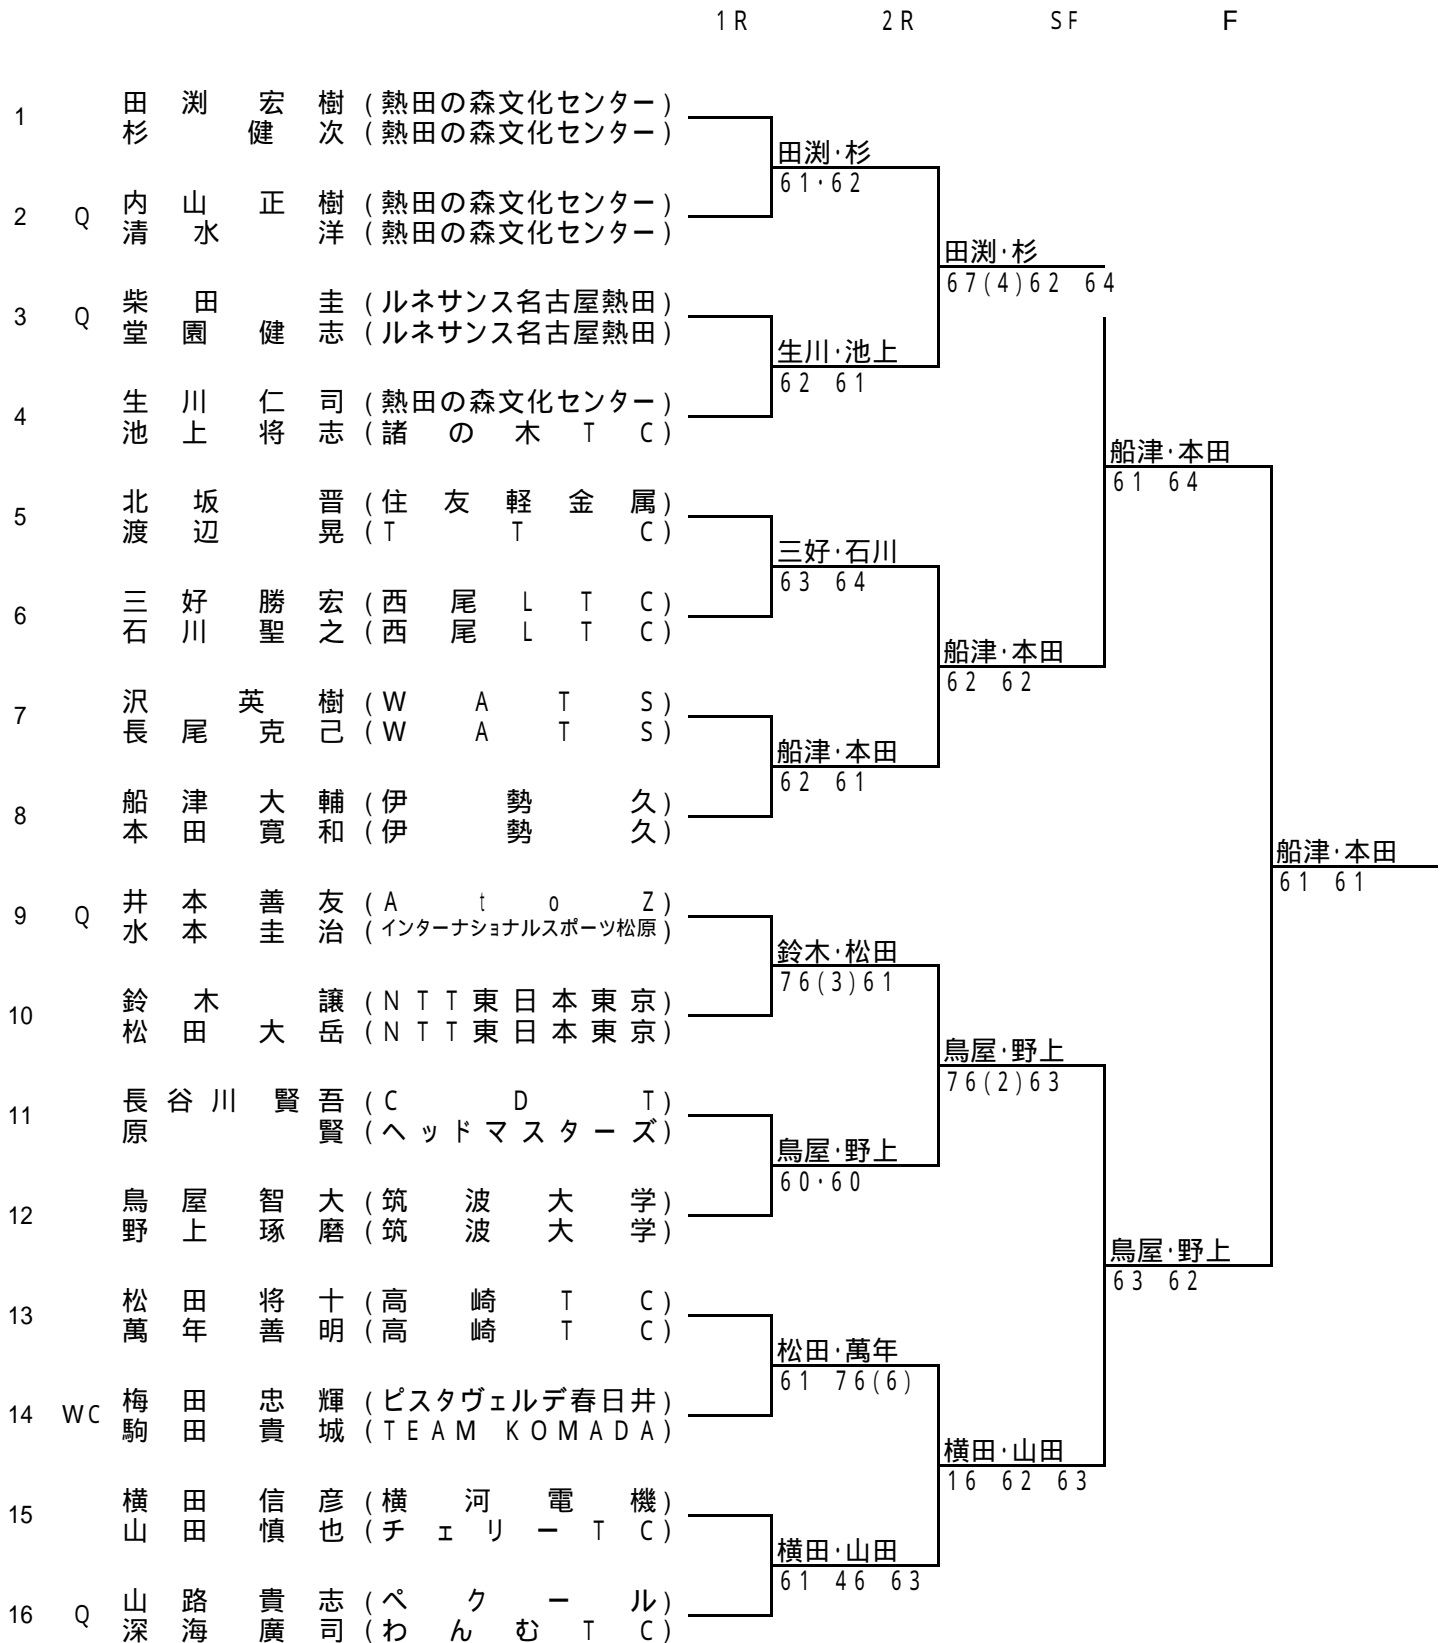 1R 2R SF F
1 田渕 宏樹 (熱田の森文化センター)
杉 健次 (熱田の森文化センター)
田渕・杉
61・62
2 Q 内山 正樹 (熱田の森文化センター)
清水 洋 (熱田の森文化センター)
田渕・杉
67(4)62 64
3 Q 柴田 圭 (ルネサンス名古屋熱田)
堂園 健志 (ルネサンス名古屋熱田)
生川・池上
62 61
4 生川 仁司 (熱田の森文化センター)
池上 将志 (諸の木TC)
船津・本田
61 64
5 北坂 晋 (住友軽金属)
渡辺 晃 (TTC)
三好・石川
63 64
6 三好 勝宏 (西尾LTC)
石川 聖之 (西尾LTC)
船津・本田
62 62
7 沢 英樹 (WATS)
長尾 克己 (WATS)
船津・本田
62 61
8 船津 大輔 (伊勢久)
本田 寛和 (伊勢久)
船津・本田
61 61
9 Q 井本 善友 (AtoZ)
水本 圭治 (インターナショナルスポーツ松原)
鈴木・松田
76(3)61
10 鈴木 譲 (NTT東日本東京)
松田 大岳 (NTT東日本東京)
鳥屋・野上
76(2)63
11 長谷川 賢吾 (CDT)
原 賢 (ヘッドマスターズ)
鳥屋・野上
60・60
12 鳥屋 智大 (筑波大学)
野上 琢磨 (筑波大学)
鳥屋・野上
63 62
13 松田 将十 (高崎TC)
萬年 善明 (高崎TC)
松田・萬年
61 76(6)
14 WC 梅田 忠輝 (ピスタヴェルデ春日井)
駒田 貴城 (TEAM KOMADA)
横田・山田
16 62 63
15 横田 信彦 (横河電機)
山田 慎也 (チェリーTC)
横田・山田
61 46 63
16 Q 山路 貴志 (ペクール)
深海 廣司 (わんむTC)